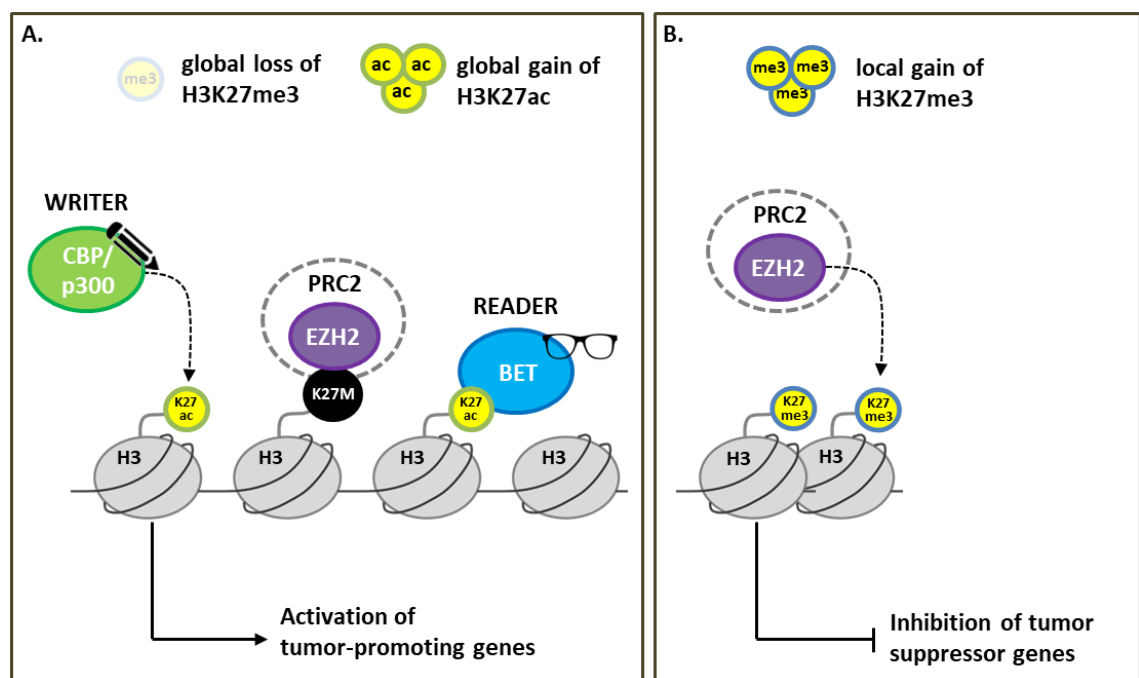 A.
me3
global loss of
H3K27me3
ac ac
ac
global gain of
H3K27ac
WRITER
CBP/
p300
PRC2
EZH2
K27M
READER
BET
K27
ac
K27
ac
H3
H3
H3
H3
Activation of
tumor-promoting genes
B.
me3 me3
me3
local gain of
H3K27me3
PRC2
EZH2
K27
me3
K27
me3
H3
H3
Inhibition of tumor
suppressor genes